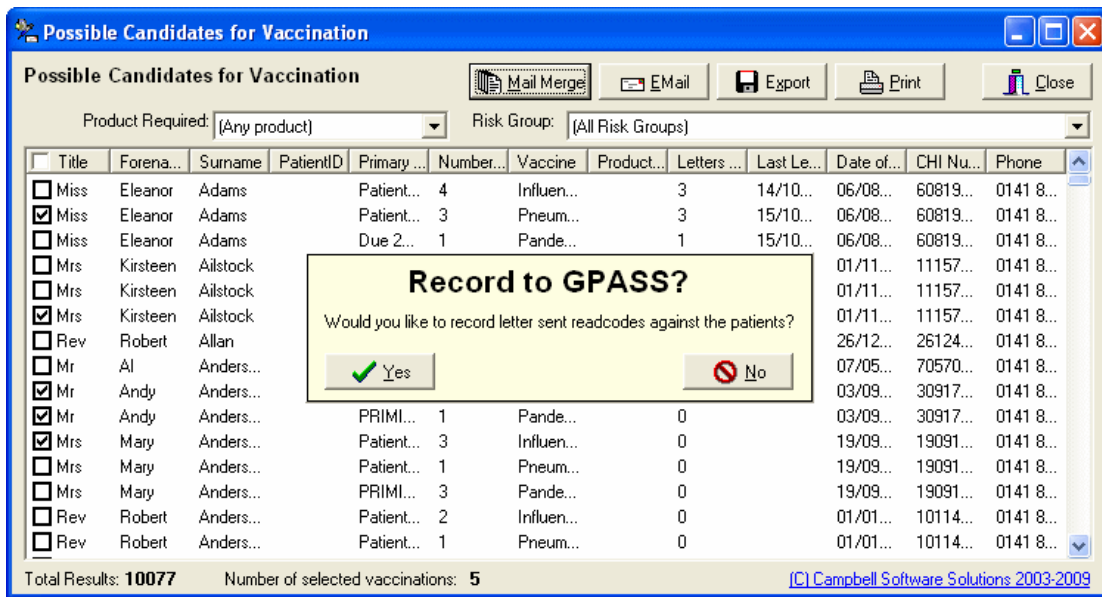 Possible Candidates for Vaccination
Possible Candidates for Vaccination Mail Merge EMail Export Print Close
Product Required: (Any product) Risk Group: (All Risk Groups)
Title Forena... Surname PatientID Primary ... Number... Vaccine Product... Letters ... Last Le... Date of... CHI Nu... Phone
Miss Eleanor Adams Patient... 4 Influen... 3 14/10... 06/08... 60819... 0141 8...
Miss Eleanor Adams Patient... 3 Pneum... 3 15/10... 06/08... 60819... 0141 8...
Miss Eleanor Adams Due 2... 1 Pande... 1 15/10... 06/08... 60819... 0141 8...
Mrs Kirsteen Ailstock 01/11... 11157... 0141 8...
Mrs Kirsteen Ailstock 01/11... 11157... 0141 8...
Mrs Kirsteen Ailstock 01/11... 11157... 0141 8...
Rev Robert Allan 26/12... 26124... 0141 8...
Mr Al Anders... 07/05... 70570... 0141 8...
Mr Andy Anders... 03/09... 30917... 0141 8...
Record to GPASS?
Would you like to record letter sent readcodes against the patients?
Yes No
Mr Andy Anders... PRIMI... 1 Pande... 0 03/09... 30917... 0141 8...
Mrs Mary Anders... Patient... 3 Influen... 0 19/09... 19091... 0141 8...
Mrs Mary Anders... Patient... 1 Pneum... 0 19/09... 19091... 0141 8...
Mrs Mary Anders... PRIMI... 3 Pande... 0 19/09... 19091... 0141 8...
Rev Robert Anders... Patient... 2 Influen... 0 01/01... 10114... 0141 8...
Rev Robert Anders... Patient... 1 Pneum... 0 01/01... 10114... 0141 8...
Total Results: 10077 Number of selected vaccinations: 5 (C) Campbell Software Solutions 2003-2009